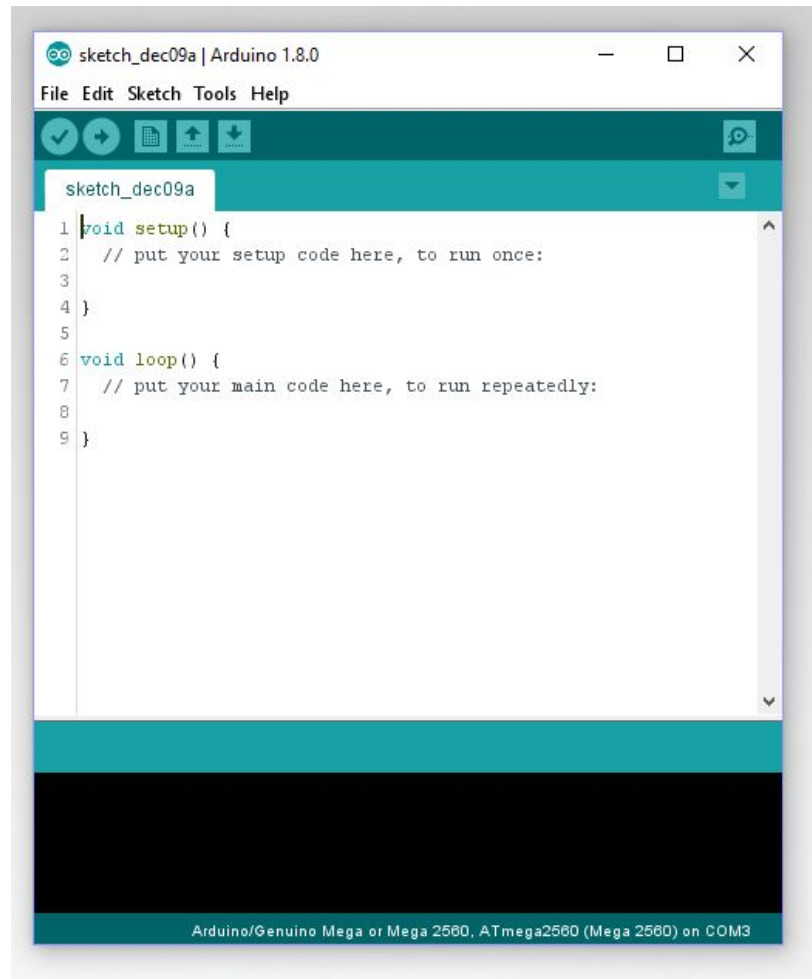 sketch_dec09a | Arduino 1.8.0
File Edit Sketch Tools Help
sketch_dec09a
1 void setup() {
2 // put your setup code here, to run once:
3
4 }
5
6 void loop() {
7 // put your main code here, to run repeatedly:
8
9 }
Arduino/Genuino Mega or Mega 2560, ATmega2560 (Mega 2560) on COM3